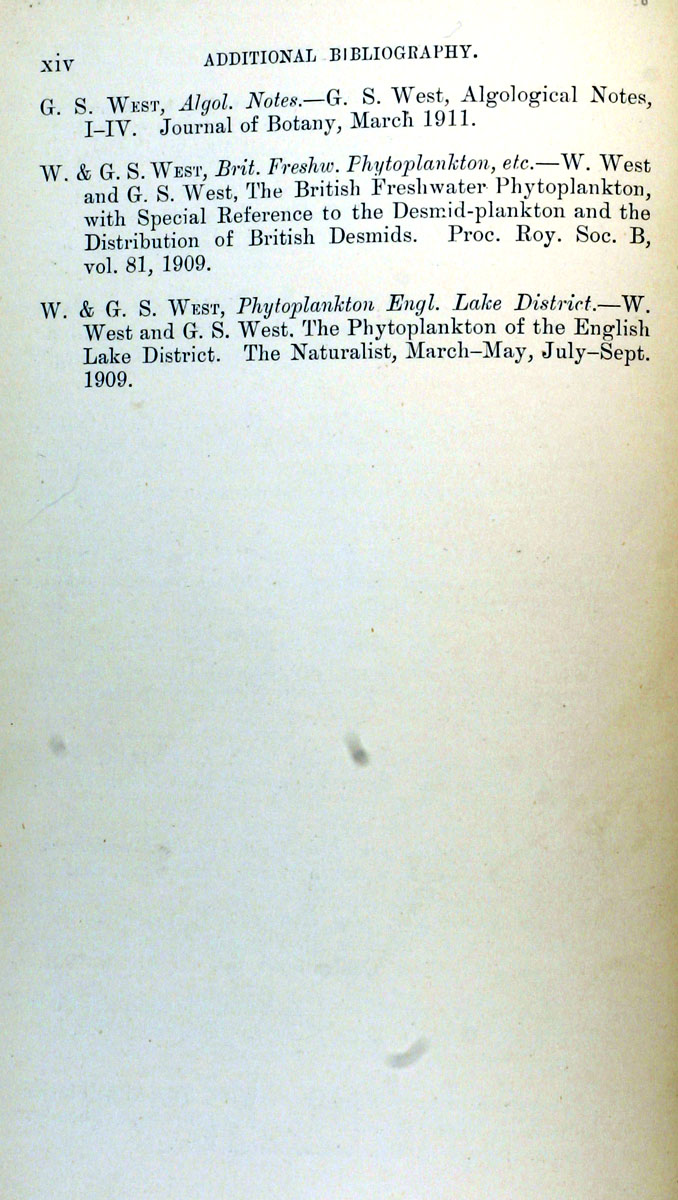 xiv ADDITIONAL BIBLIOGRAPHY.
G. S. WEST, Algol. Notes.—G. S. West, Algological Notes,
I–IV. Journal of Botany, March 1911.
W. & G. S. WEST, Brit. Freshw. Phytoplankton, etc.—W. West
and G. S. West, The British Freshwater Phytoplankton,
with Special Reference to the Desmid-plankton and the
Distribution of British Desmids. Proc. Roy. Soc. B,
vol. 81, 1909.
W. & G. S. WEST, Phytoplankton Engl. Lake District.—W.
West and G. S. West. The Phytoplankton of the English
Lake District. The Naturalist, March–May, July–Sept.
1909.